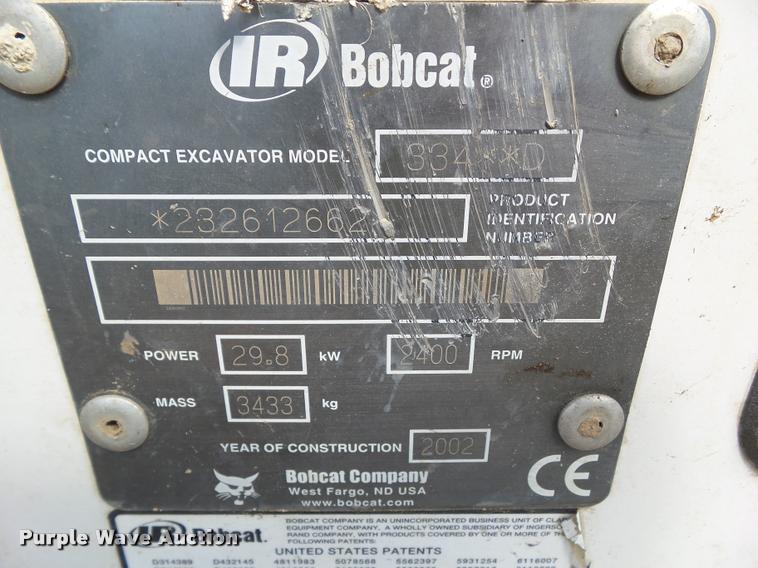 IR Bobcat®
COMPACT EXCAVATOR MODEL 334**D
*232612662
PRODUCT
IDENTIFICATION
NUMBER
POWER 29.8 kW 2400 RPM
MASS 3433 kg
YEAR OF CONSTRUCTION 2002
Bobcat Company
West Fargo, ND USA
www.bobcat.com
CE
IR Bobcat.
BOBCAT COMPANY IS AN UNINCORPORATED BUSINESS UNIT OF
EQUIPMENT COMPANY, A WHOLLY OWNED SUBSIDIARY OF
RAND COMPANY, WITH PRODUCTS COVERED BY ONE OR MORE OF
FOLLOWING PATENTS:
UNITED STATES PATENTS
D314389 D432145 4811983 5078568 5562397 5931254 6116007
Purple Wave Auction